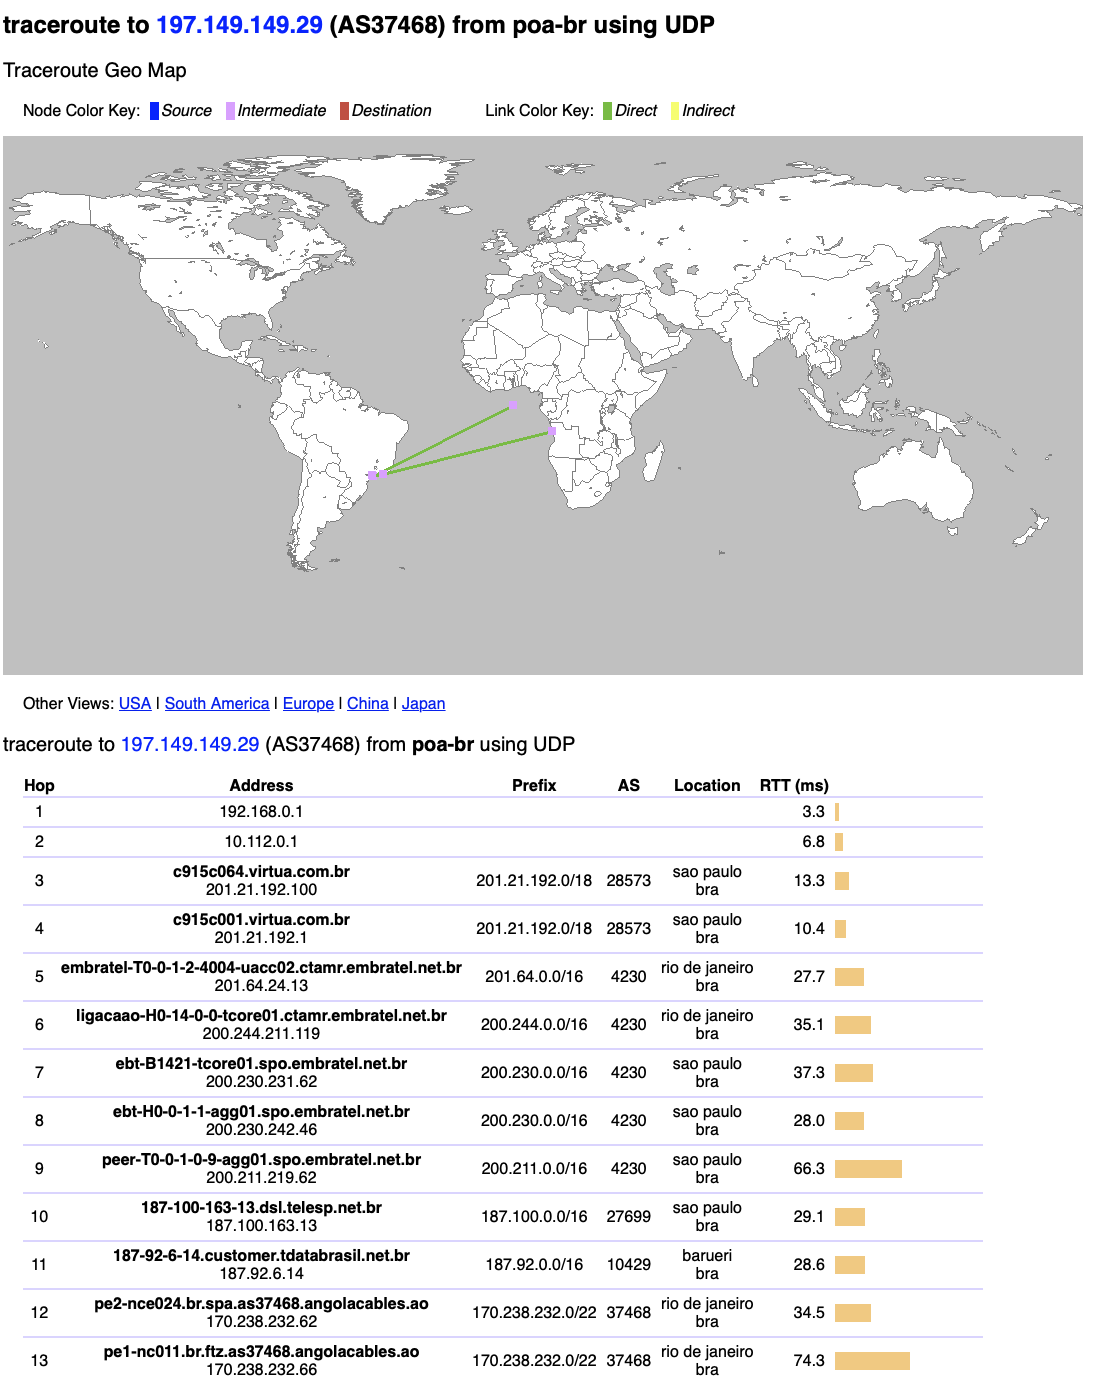 traceroute to 197.149.149.29 (AS37468) from poa-br using UDP
Traceroute Geo Map
Node Color Key: Source Intermediate Destination Link Color Key: Direct Indirect
Other Views: USA | South America | Europe | China | Japan
traceroute to 197.149.149.29 (AS37468) from poa-br using UDP
Hop Address Prefix AS Location RTT (ms)
1 192.168.0.1 3.3
2 10.112.0.1 6.8
c915c064.virtua.com.br sao paulo
3 201.21.192.0/18 28573 13.3
201.21.192.100 bra
c915c001.virtua.com.br sao paulo
4 201.21.192.0/18 28573 10.4
201.21.192.1 bra
embratel-T0-0-1-2-4004-uacc02.ctamr.embratel.net.br rio de janeiro
5 201.64.0.0/16 4230 27.7
201.64.24.13 bra
ligacaao-H0-14-0-0-tcore01.ctamr.embratel.net.br rio de janeiro
6 200.244.0.0/16 4230 35.1
200.244.211.119 bra
ebt-B1421-tcore01.spo.embratel.net.br sao paulo
7 200.230.0.0/16 4230 37.3
200.230.231.62 bra
ebt-H0-0-1-1-agg01.spo.embratel.net.br sao paulo
8 200.230.0.0/16 4230 28.0
200.230.242.46 bra
peer-T0-0-1-0-9-agg01.spo.embratel.net.br sao paulo
9 200.211.0.0/16 4230 66.3
200.211.219.62 bra
187-100-163-13.dsl.telesp.net.br sao paulo
10 187.100.0.0/16 27699 29.1
187.100.163.13 bra
187-92-6-14.customer.tdatabrasil.net.br barueri
11 187.92.0.0/16 10429 28.6
187.92.6.14 bra
pe2-nce024.br.spa.as37468.angolacables.ao rio de janeiro
12 170.238.232.0/22 37468 34.5
170.238.232.62 bra
pe1-nc011.br.ftz.as37468.angolacables.ao rio de janeiro
13 170.238.232.0/22 37468 74.3
170.238.232.66 bra